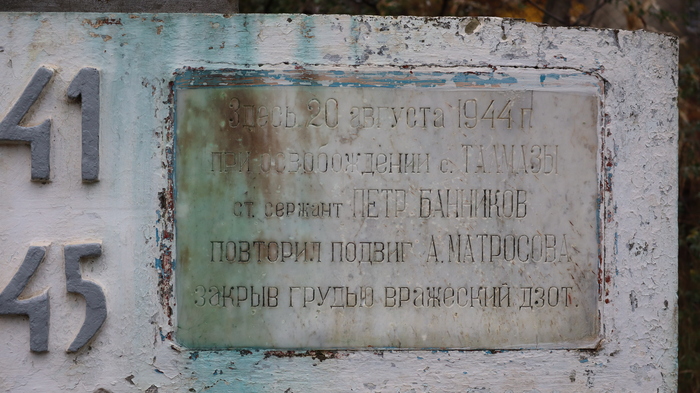 41
45
Здесь 20 августа 1944 г.
при освобождении с. ТАЛМАЗЫ
ст. сержант ПЕТР БАННИКОВ
повторил подвиг А. МАТРОСОВА
закрыв грудью вражеский дзот.